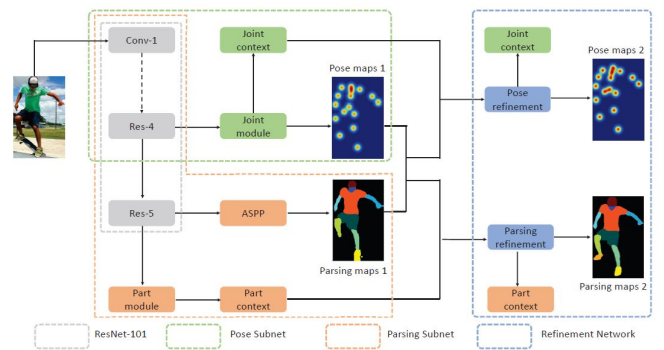 Conv-1
Joint
context
Pose maps 1
Joint
context
Pose maps 2
Res-4
Joint
module
Pose
refinement
Res-5
ASPP
Parsing
refinement
Parsing maps 1
Part
module
Part
context
Part
context
Parsing maps 2
ResNet-101
Pose Subnet
Parsing Subnet
Refinement Network